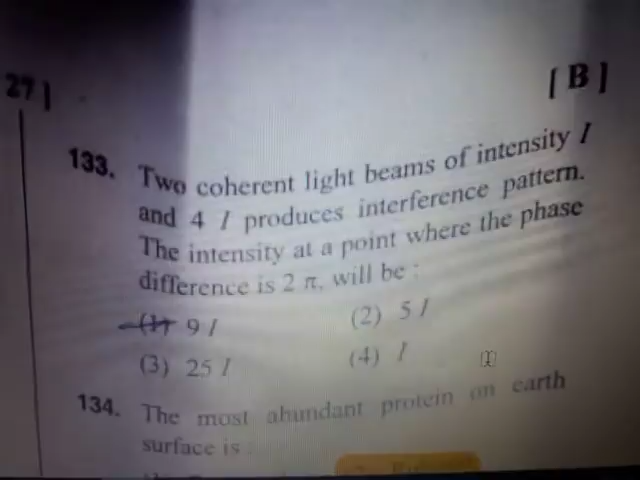 27]
[ B ]
133. Two coherent light beams of intensity I
and 4 I produces interference pattern.
The intensity at a point where the phase
difference is 2 π, will be :
(1) 9 I
(2) 5 I
(3) 25 I
(4) I
134. The most abundant protein on earth
surface is :